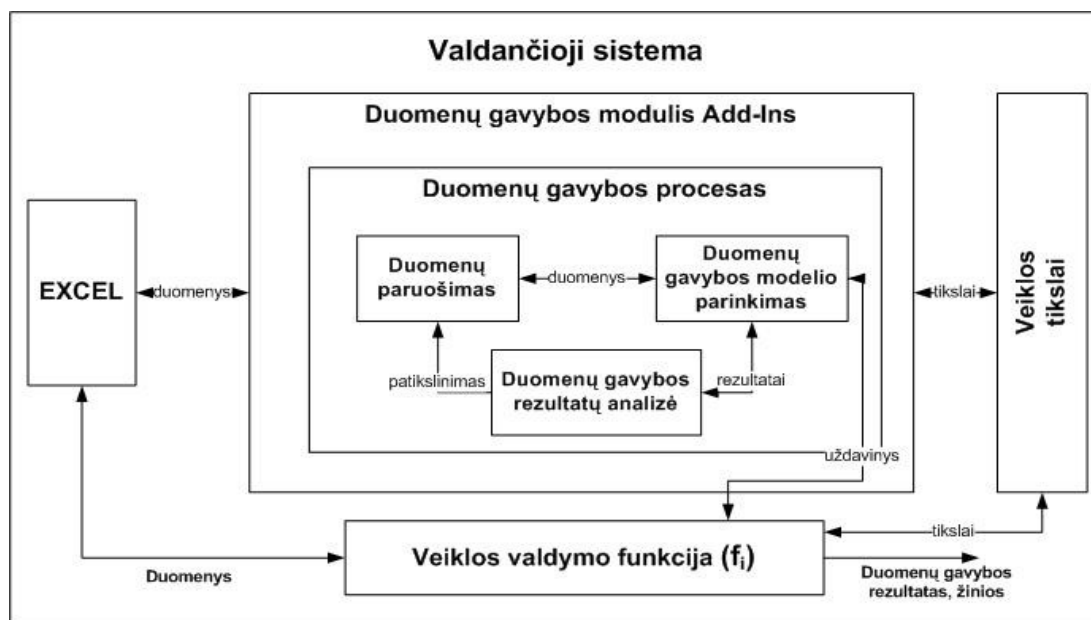 Valdančioji sistema
Duomenų gavybos modulis Add-Ins
Duomenų gavybos procesas
EXCEL
duomenys
Duomenų
paruošimas
duomenys
Duomenų
gavybos modelio
parinkimas
patikslinimas
Duomenų gavybos
rezultatų analizė
rezultatai
uždavinys
tikslai
Veiklos
tikslai
Duomenys
Veiklos valdymo funkcija (fi)
tikslai
Duomenų gavybos
rezultatas, žinios